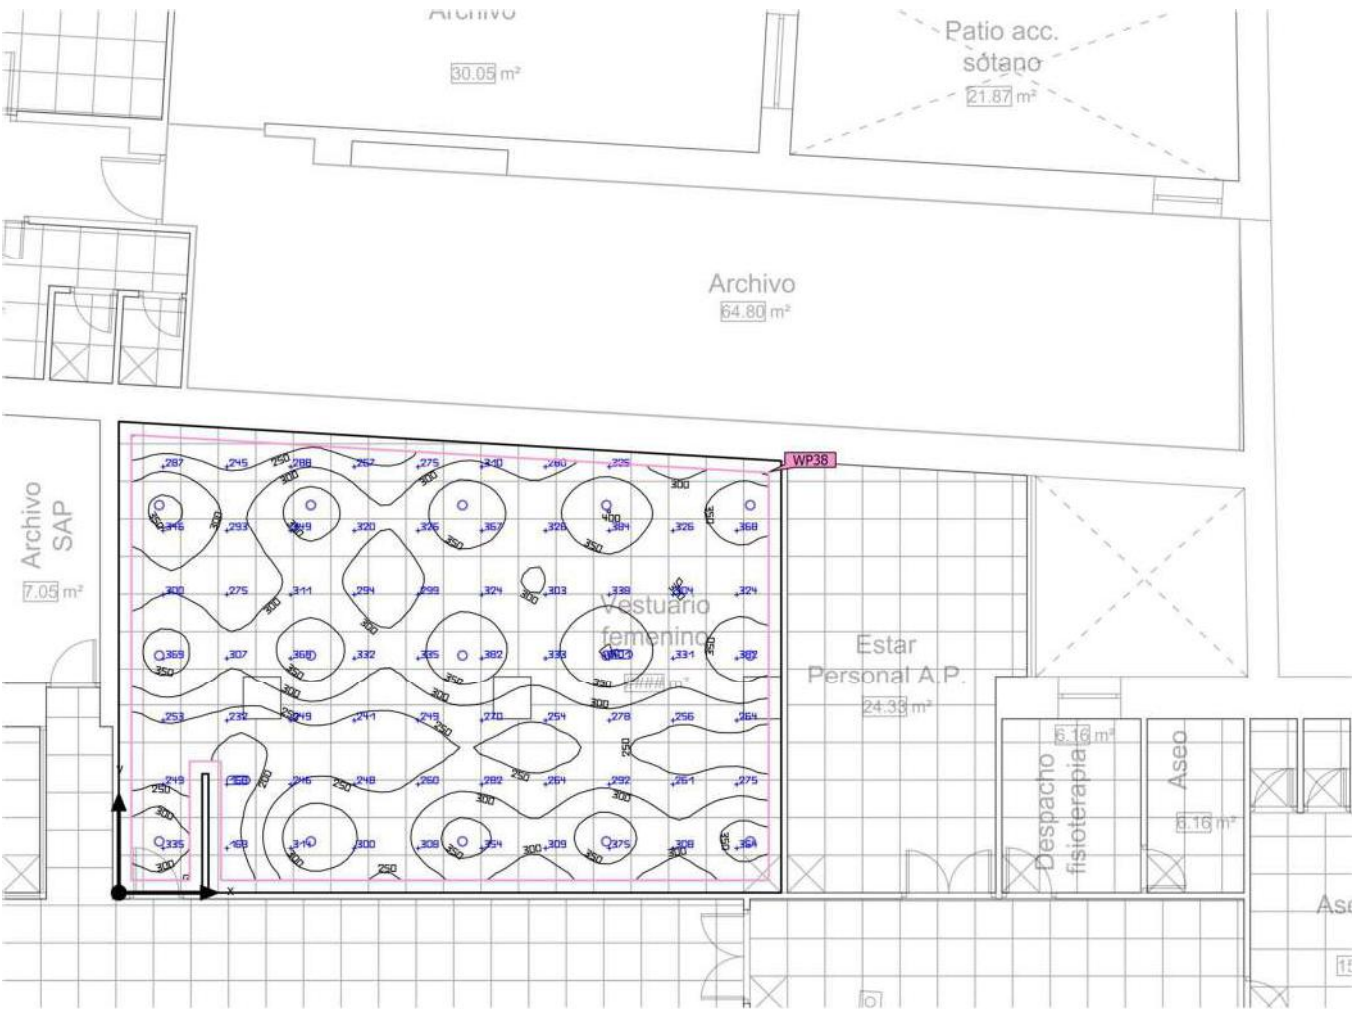 Archivo
30.05 m²
Patio acc.
sótano
21.87 m²
Archivo
64.80 m²
Archivo
SAP
7.05 m²
WP38
287 245 288 267 275 310 280 325
346 293 349 320 326 367 328 384 326 368
300 275 311 294 299 324 303 338 324
369 307 368 332 335 382 333 331 382
253 232 249 241 249 270 254 278 256 264
249 246 248 260 282 264 292 261 275
335 163 314 300 308 354 309 375 308 364
250
300
350
400
200
Vestuario
femenino
#### m²
Estar
Personal A.P.
24.33 m²
6.16 m²
Despacho
fisioterapia
Aseo
6.16 m²
x